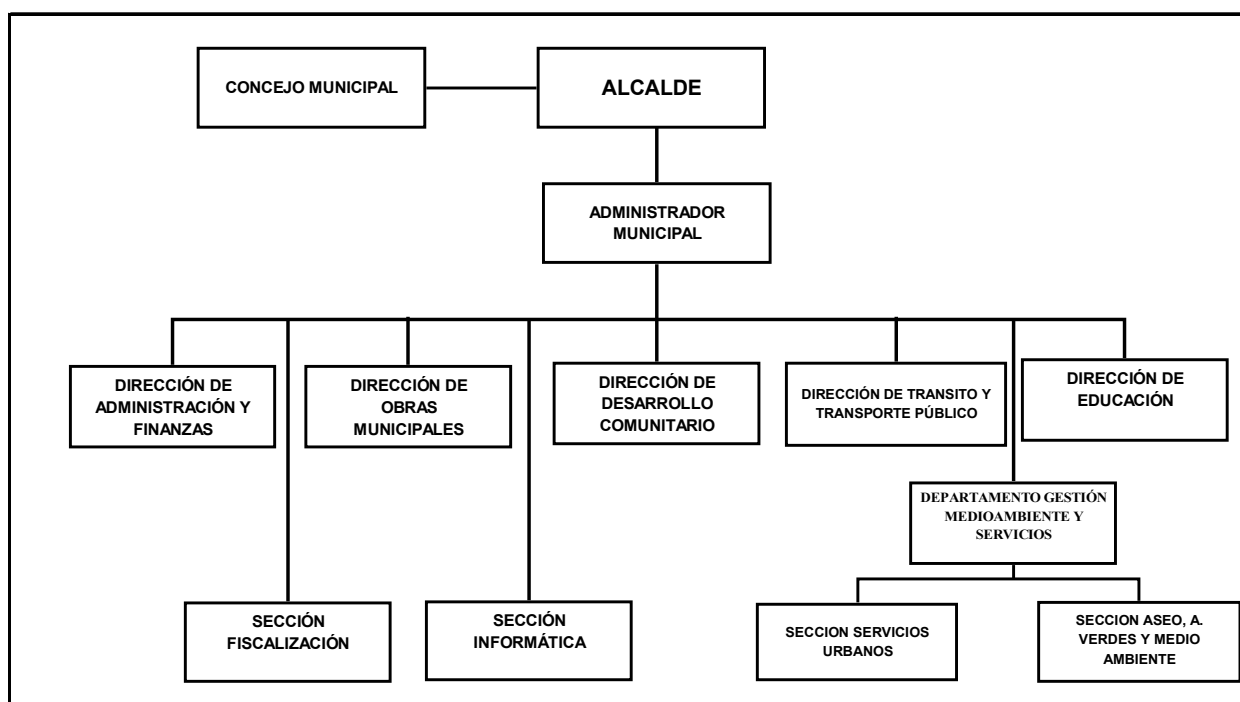 CONCEJO MUNICIPAL
ALCALDE
ADMINISTRADOR
MUNICIPAL
DIRECCIÓN DE
ADMINISTRACIÓN Y
FINANZAS
DIRECCIÓN DE
OBRAS
MUNICIPALES
DIRECCIÓN DE
DESARROLLO
COMUNITARIO
DIRECCIÓN DE TRANSITO Y
TRANSPORTE PÚBLICO
DIRECCIÓN DE
EDUCACIÓN
DEPARTAMENTO GESTIÓN
MEDIOAMBIENTE Y
SERVICIOS
SECCIÓN
FISCALIZACIÓN
SECCIÓN
INFORMÁTICA
SECCION SERVICIOS
URBANOS
SECCION ASEO, A.
VERDES Y MEDIO
AMBIENTE